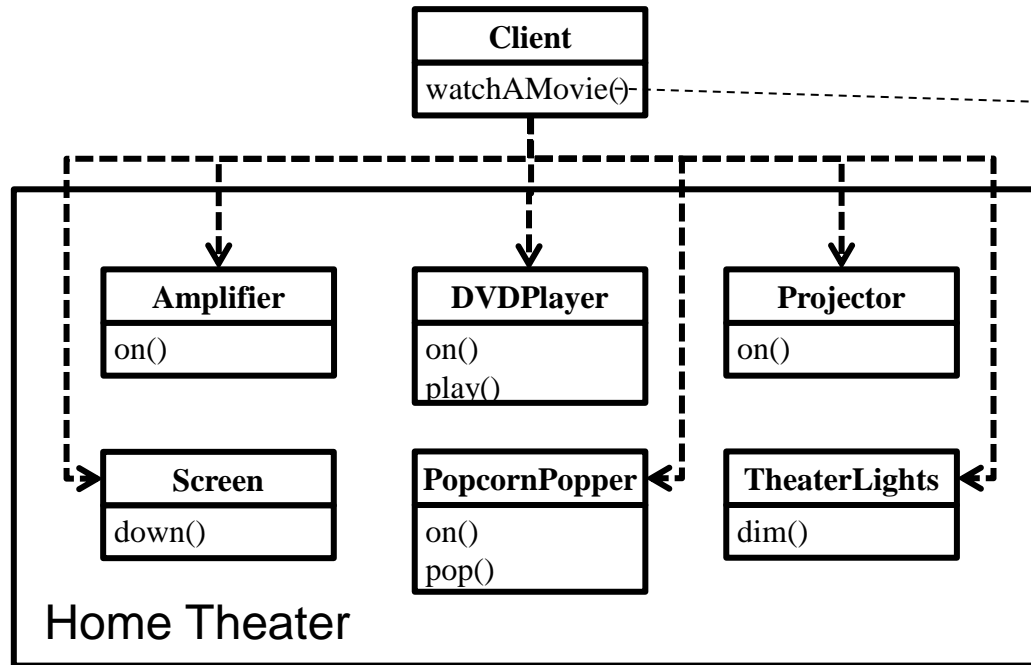 Client
watchAMovie()
Amplifier
on()
DVDPlayer
on()
play()
Projector
on()
Screen
down()
PopcornPopper
on()
pop()
TheaterLights
dim()
Home Theater